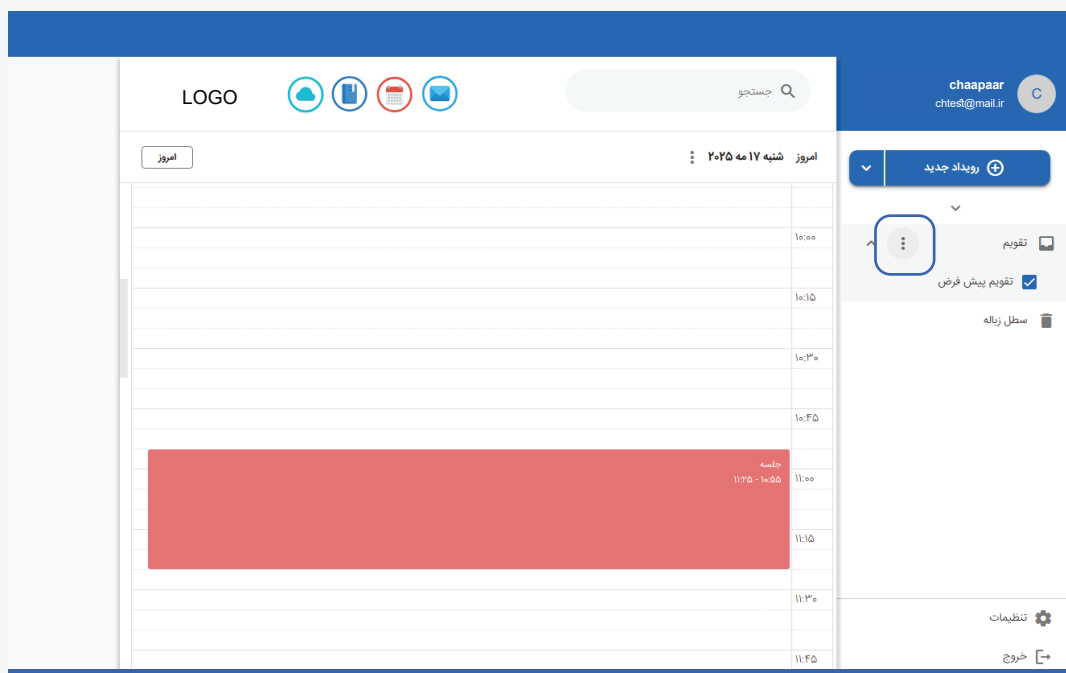 chaapaar
chtest@mail.ir
C
جستجو
LOGO
رویداد جدید
تقویم
تقویم پیش فرض
سطل زباله
تنظیمات
خروج
امروز شنبه ۱۷ مه ۲۰۲۵
امروز
۱۰:۰۰
۱۰:۱۵
۱۰:۳۰
۱۰:۴۵
جلسه
۱۰:۵۵ - ۱۱:۲۵
۱۱:۰۰
۱۱:۱۵
۱۱:۳۰
۱۱:۴۵